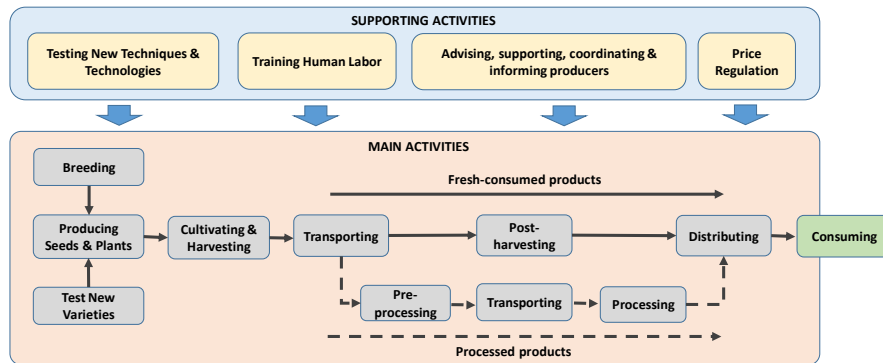 SUPPORTING ACTIVITIES
Testing New Techniques &
Technologies
Training Human Labor
Advising, supporting, coordinating &
informing producers
Price
Regulation
MAIN ACTIVITIES
Breeding
Fresh-consumed products
Producing
Seeds & Plants
Cultivating &
Harvesting
Transporting
Post-
harvesting
Distributing
Consuming
Test New
Varieties
Pre-
processing
Transporting
Processing
Processed products